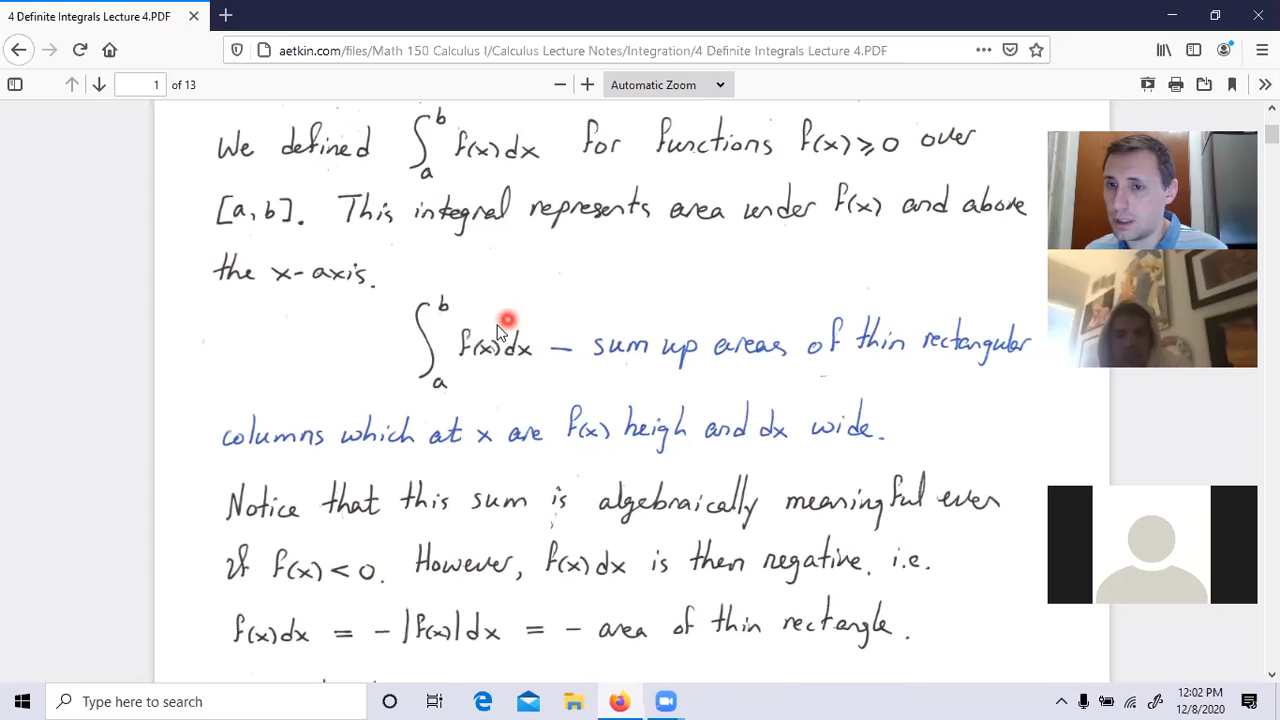 4 Definite Integrals Lecture 4.PDF
aetkin.com/files/Math 150 Calculus I/Calculus Lecture Notes/Integration/4 Definite Integrals Lecture 4.PDF
1 of 13
Automatic Zoom
We defined ∫_a^b f(x)dx for functions f(x)⩾0 over
[a,b]. This integral represents area under f(x) and above
the x-axis.
∫_a^b f(x)dx – sum up areas of thin rectangular
columns which at x are f(x) heigh and dx wide.
Notice that this sum is algebraically meaningful even
if f(x) < 0. However, f(x)dx is then negative. i.e.
f(x)dx = - |f(x)|dx = - area of thin rectangle.
Type here to search
12:02 PM
12/8/2020